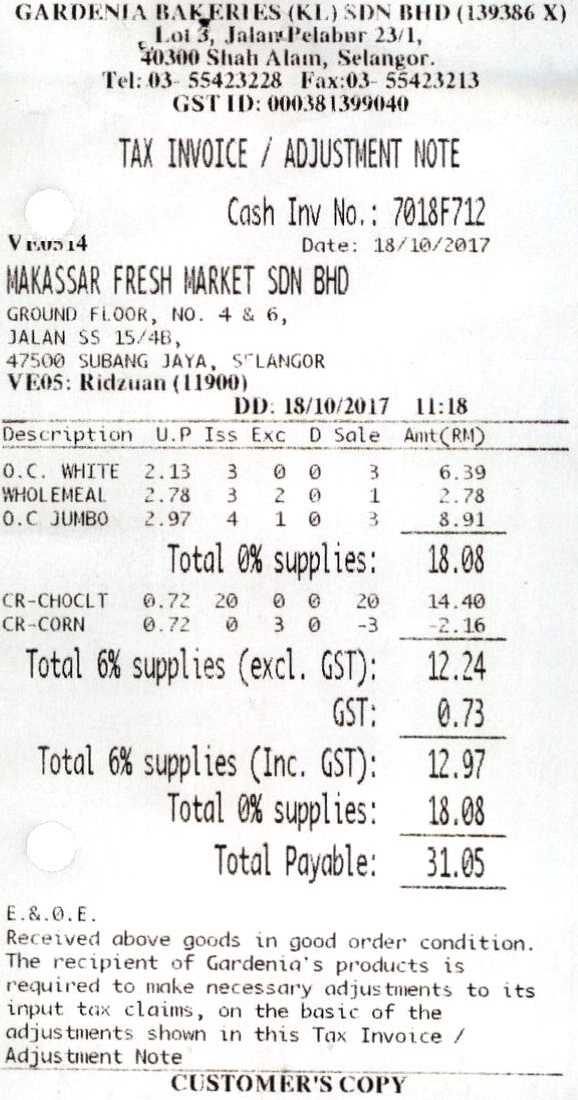 GARDENIA BAKERIES (KL) SDN BHD (139386 X)
Lot 3, Jalan Pelabur 23/1,
40300 Shah Alam, Selangor.
Tel: 03- 55423228 Fax:03- 55423213
GST ID: 000381399040
TAX INVOICE / ADJUSTMENT NOTE
Cash Inv No.: 7018F712
VE0514 Date: 18/10/2017
MAKASSAR FRESH MARKET SDN BHD
GROUND FLOOR, NO. 4 & 6,
JALAN SS 15/4B,
47500 SUBANG JAYA, SELANGOR
VE05: Ridzuan (11900)
DD: 18/10/2017 11:18
Description U.P Iss Exc D Sale Amt(RM)
O.C. WHITE 2.13 3 0 0 3 6.39
WHOLEMEAL 2.78 3 2 0 1 2.78
O.C JUMBO 2.97 4 1 0 3 8.91
Total 0% supplies: 18.08
CR-CHOCLT 0.72 20 0 0 20 14.40
CR-CORN 0.72 0 3 0 -3 -2.16
Total 6% supplies (excl. GST): 12.24
GST: 0.73
Total 6% supplies (Inc. GST): 12.97
Total 0% supplies: 18.08
Total Payable: 31.05
E.&.O.E.
Received above goods in good order condition.
The recipient of Gardenia's products is
required to make necessary adjustments to its
input tax claims, on the basic of the
adjustments shown in this Tax Invoice /
Adjustment Note
CUSTOMER'S COPY